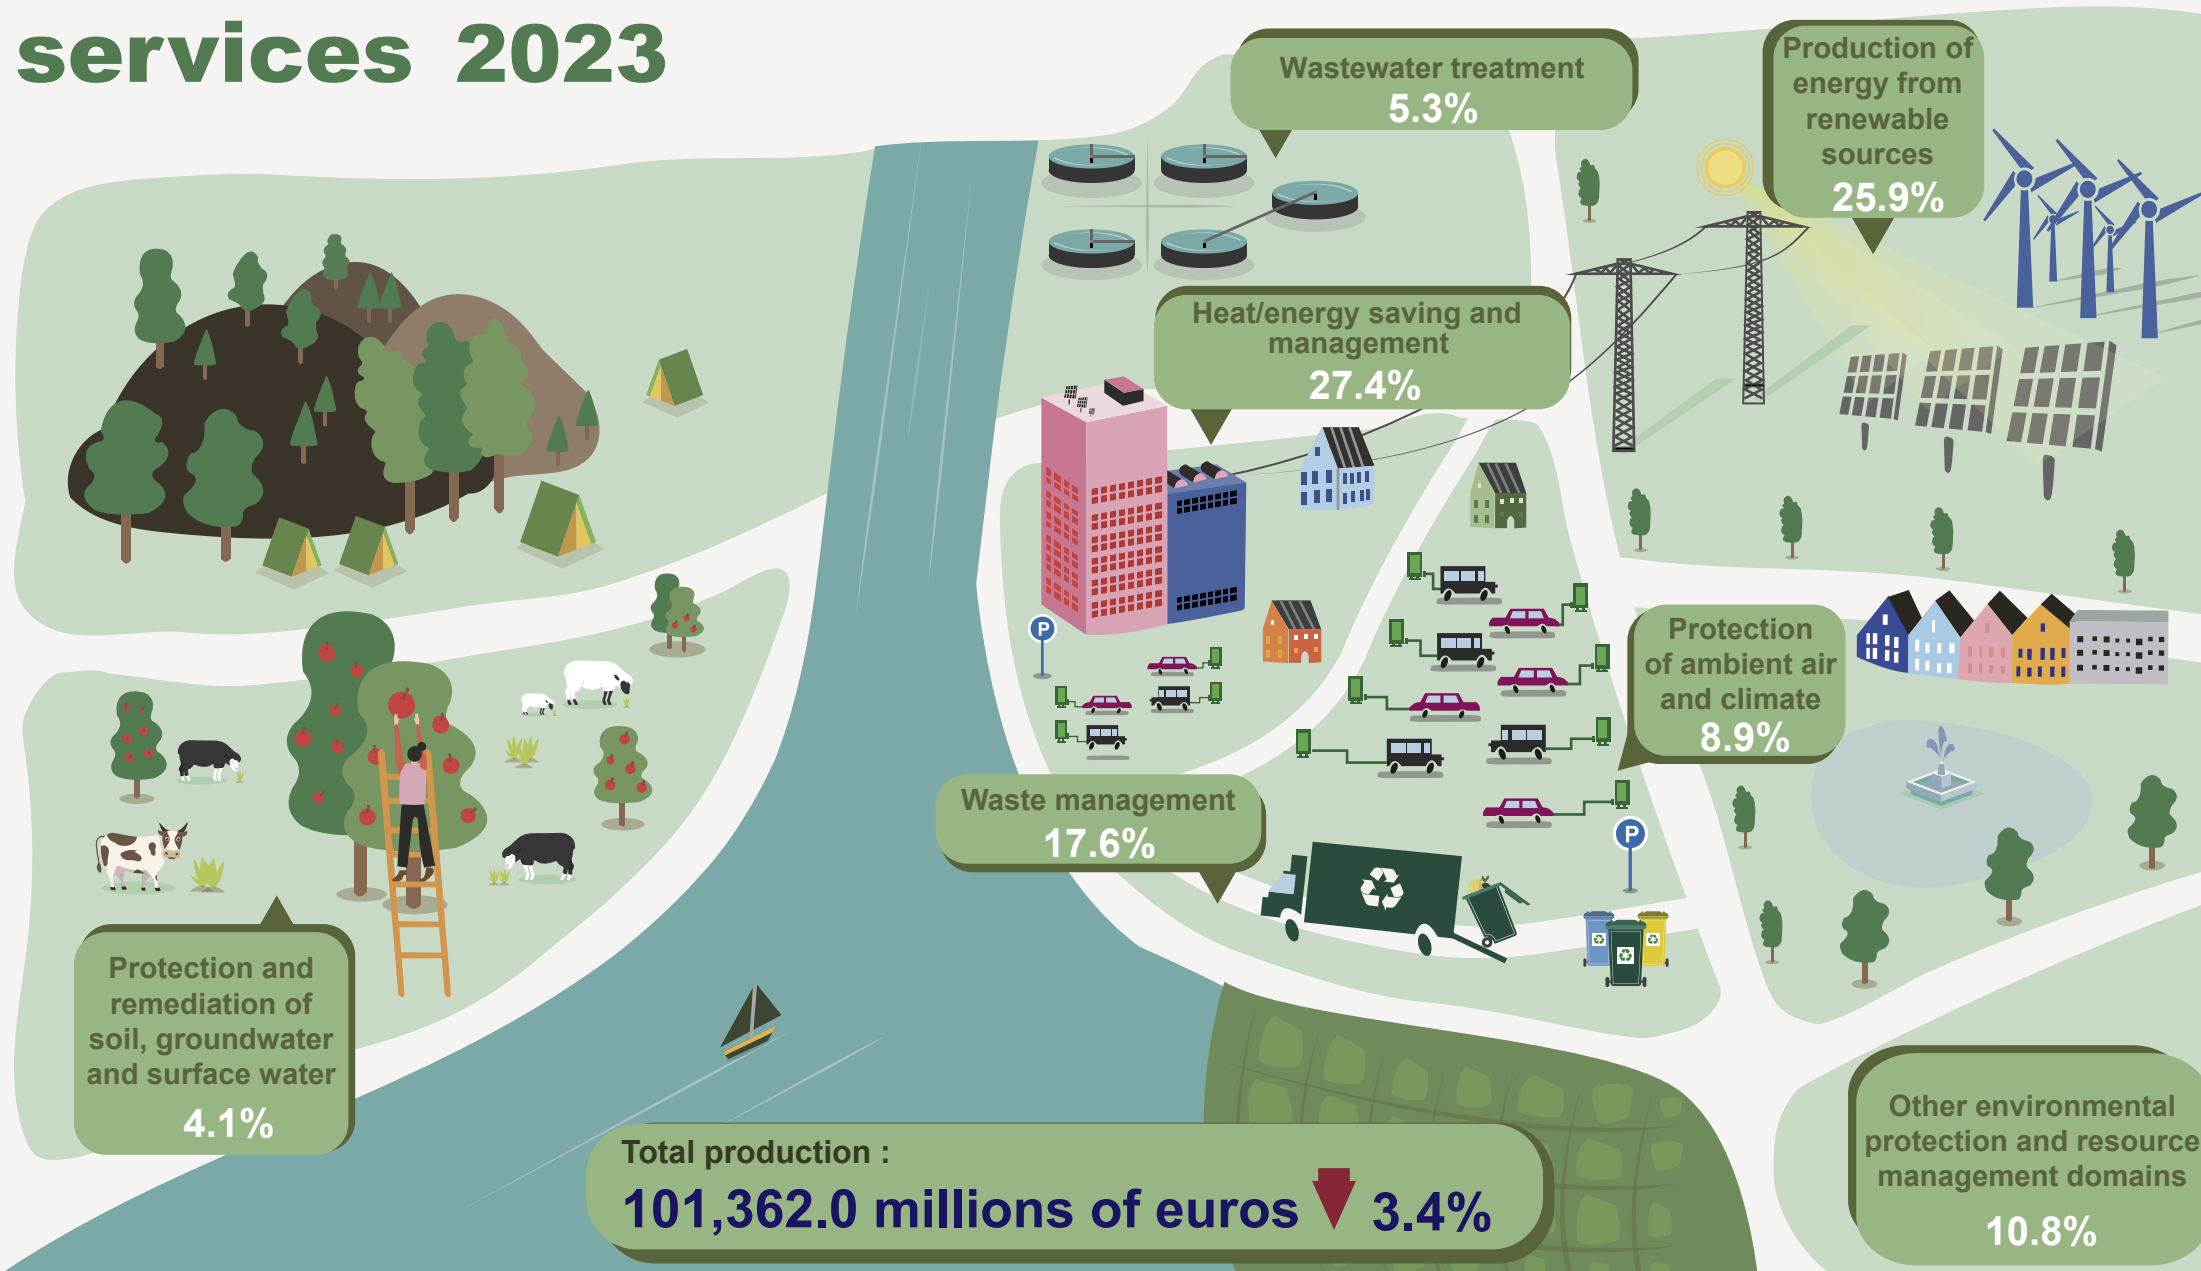 services 2023
Wastewater treatment
5.3%
Production of
energy from
renewable
sources
25.9%
Heat/energy saving and
management
27.4%
Protection
of ambient air
and climate
8.9%
Waste management
17.6%
P
P
Protection and
remediation of
soil, groundwater
and surface water
4.1%
Other environmental
protection and resource
management domains
10.8%
Total production :
101,362.0 millions of euros 3.4%